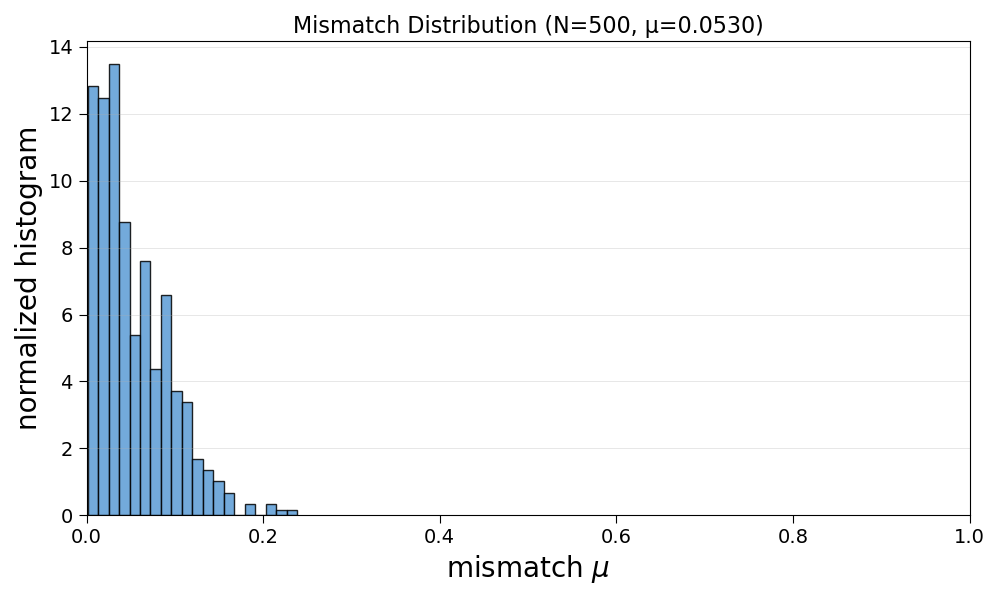 Mismatch Distribution (N=500, μ=0.0530)
14
12
10
8
6
4
2
0
normalized histogram
0.0 0.2 0.4 0.6 0.8 1.0
mismatch μ